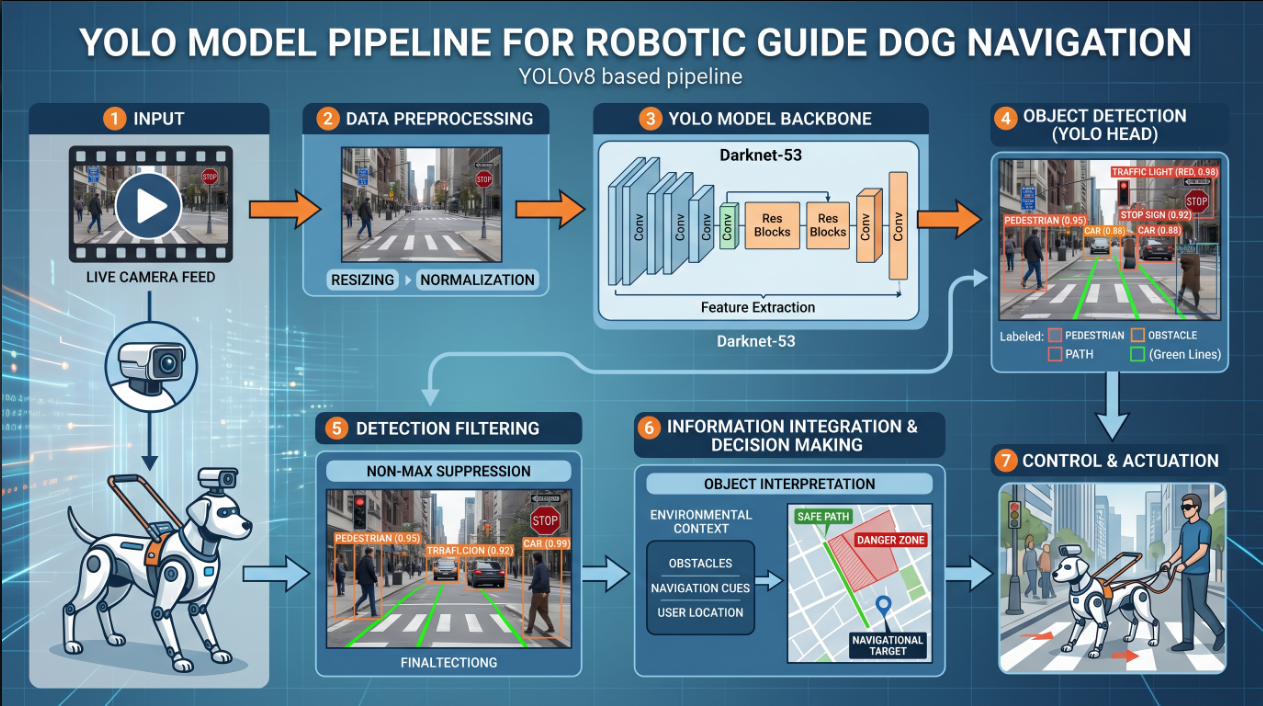 YOLO MODEL PIPELINE FOR ROBOTIC GUIDE DOG NAVIGATION
YOLOv8 based pipeline
1 INPUT
STOP
LIVE CAMERA FEED
2 DATA PREPROCESSING
STOP
RESIZING
NORMALIZATION
3 YOLO MODEL BACKBONE
Darknet-53
Conv
Conv
Conv
Conv
Res
Blocks
Res
Blocks
Conv
Conv
Feature Extraction
Darknet-53
4 OBJECT DETECTION
(YOLO HEAD)
TRAFFIC LIGHT (RED, 0.98)
STOP
PEDESTRIAN (0.95)
STOP SIGN (0.92)
CAR (0.88)
CAR (0.88)
Labeled:
PEDESTRIAN
OBSTACLE
PATH
(Green Lines)
5 DETECTION FILTERING
NON-MAX SUPPRESSION
STOP
PEDESTRIAN (0.95)
TRRAFLCION (0.92)
CAR (0.99)
FINALTECTIONG
6 INFORMATION INTEGRATION &
DECISION MAKING
OBJECT INTERPRETATION
ENVIRONMENTAL
CONTEXT
OBSTACLES
NAVIGATION CUES
USER LOCATION
SAFE PATH
DANGER ZONE
NAVIGATIONAL
TARGET
7 CONTROL & ACTUATION